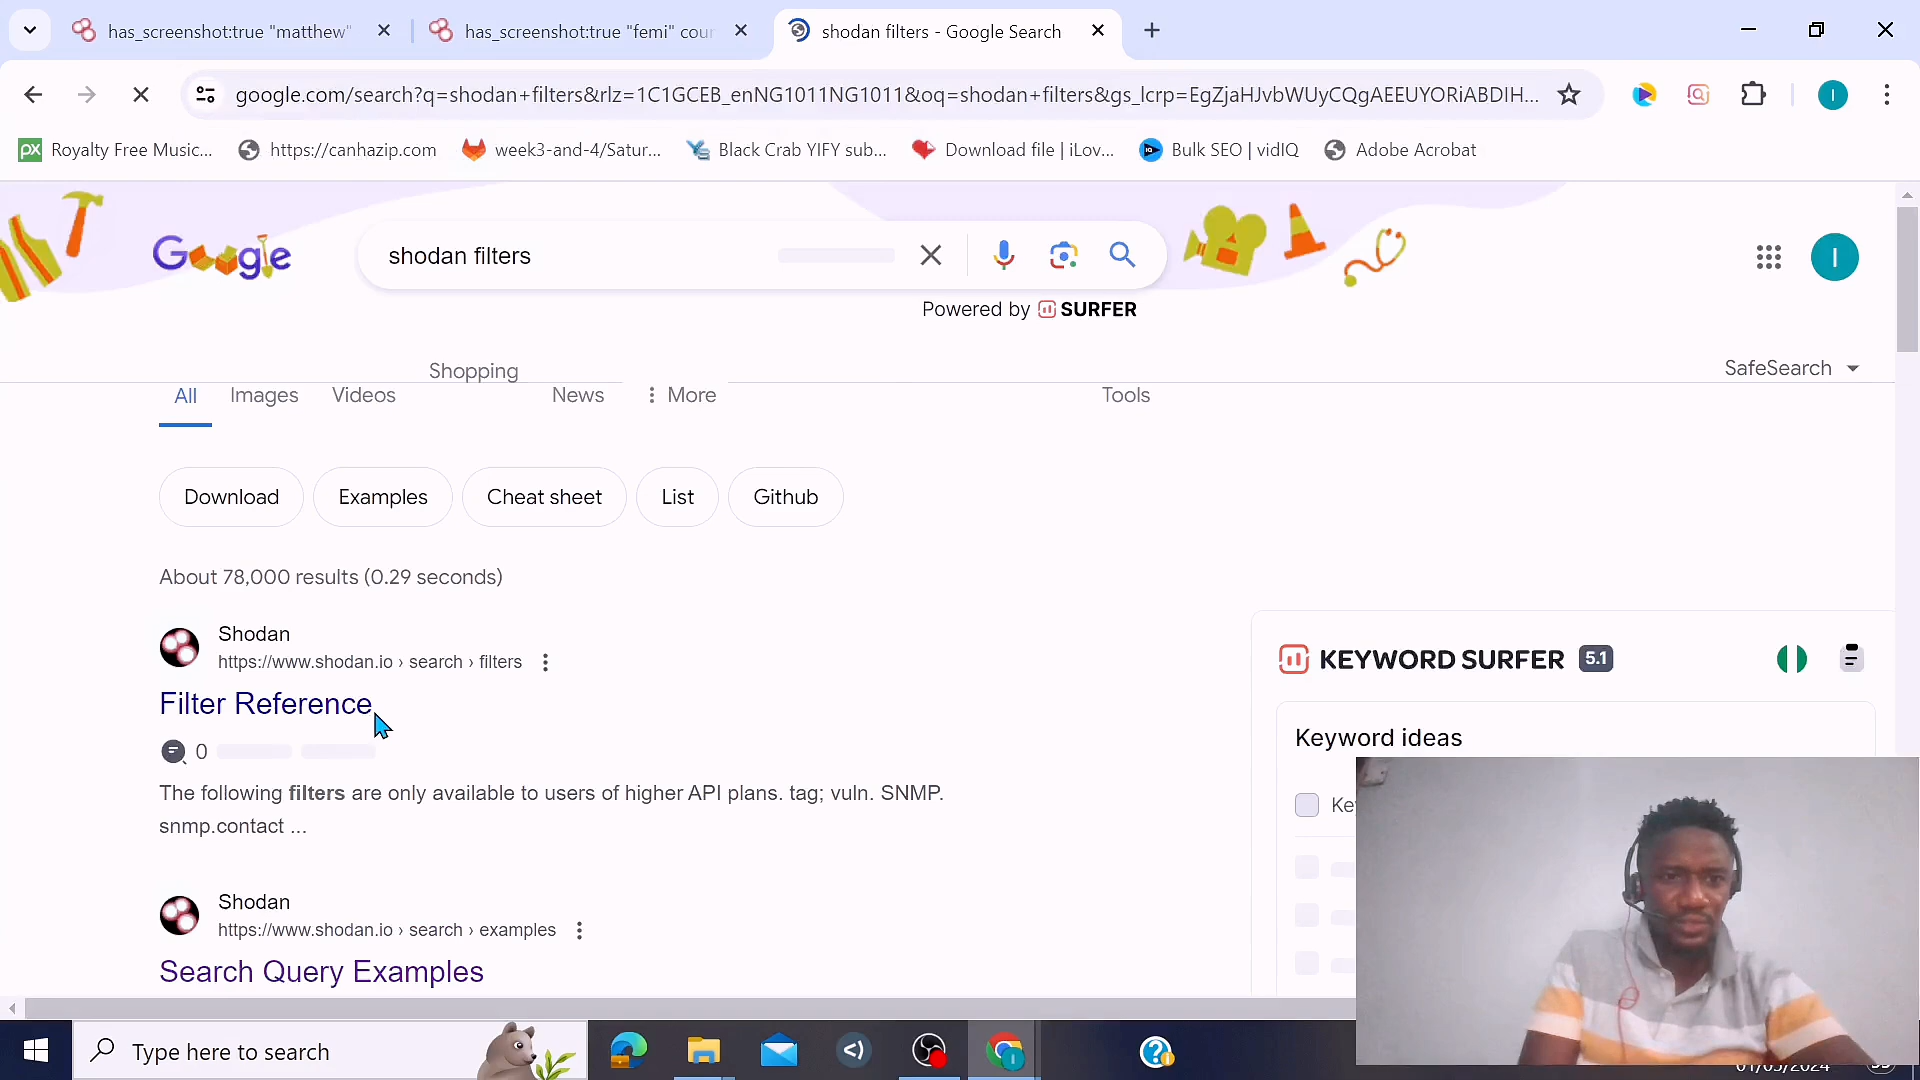 has_screenshot:true "matthew"
has_screenshot:true "femi" cou
shodan filters - Google Search
google.com/search?q=shodan+filters&rlz=1C1GCEB_enNG1011NG1011&oq=shodan+filters&gs_lcrp=EgZjaHJvbWUyCQgAEEUYORiABDIH...
Royalty Free Music...
https://canhazip.com
week3-and-4/Satur...
Black Crab YIFY sub...
Download file | iLov...
Bulk SEO | vidIQ
Adobe Acrobat
Google
shodan filters
Powered by SURFER
SafeSearch
All
Images
Videos
Shopping
News
More
Tools
Download
Examples
Cheat sheet
List
Github
About 78,000 results (0.29 seconds)
Shodan
https://www.shodan.io › search › filters
Filter Reference
0
The following filters are only available to users of higher API plans. tag; vuln. SNMP.
snmp.contact ...
Shodan
https://www.shodan.io › search › examples
Search Query Examples
KEYWORD SURFER 5.1
Keyword ideas
Ke
Type here to search